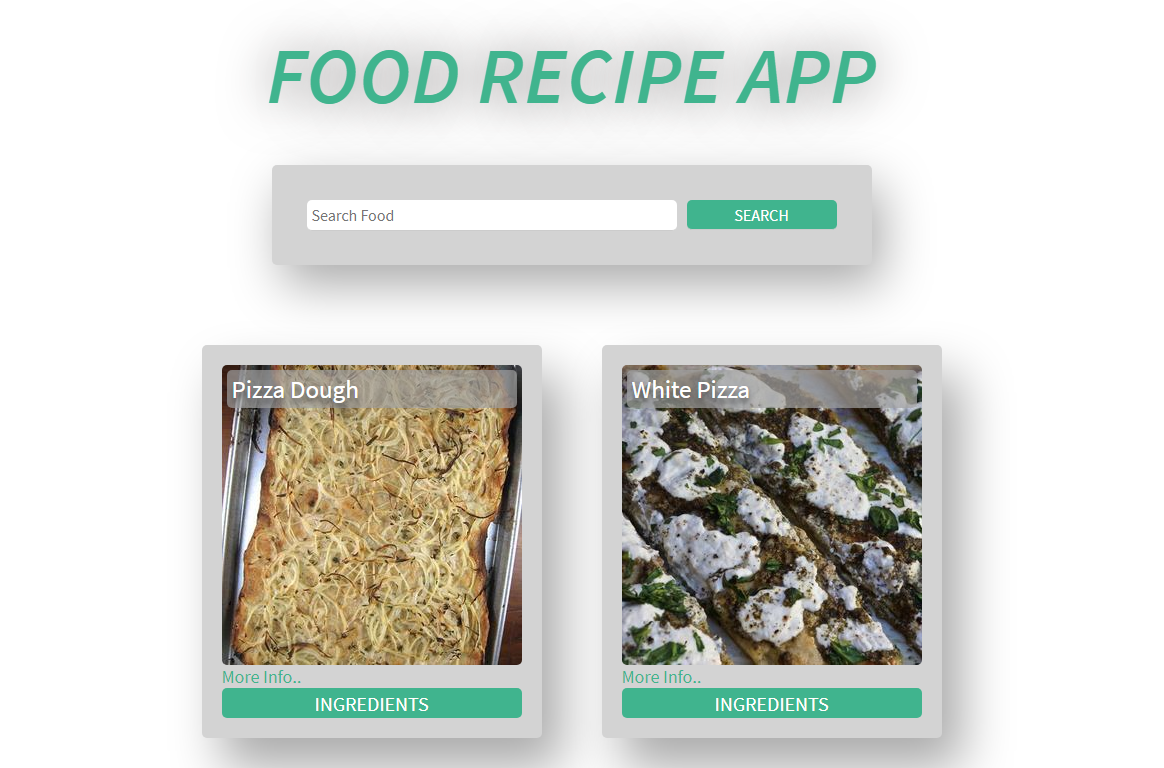 FOOD RECIPE APP
Search Food
SEARCH
Pizza Dough
More Info..
INGREDIENTS
White Pizza
More Info..
INGREDIENTS